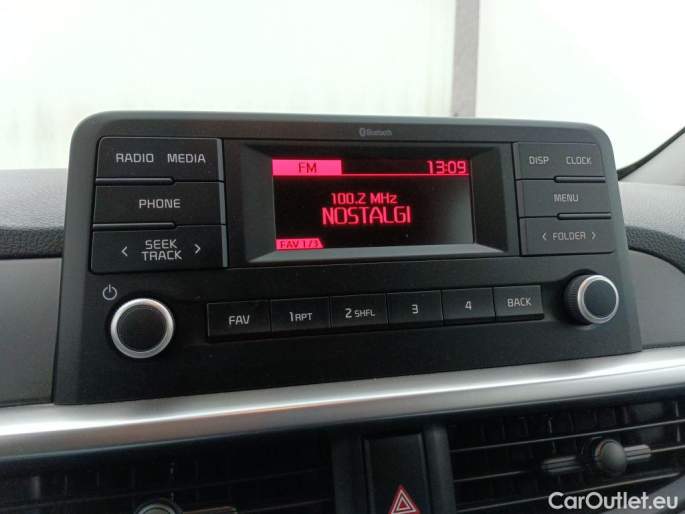 Bluetooth
RADIO MEDIA
PHONE
< SEEK TRACK >
FM 13:09
100.2 MHz
NOSTALGI
FAV 1/3
DISP CLOCK
MENU
< FOLDER >
FAV 1 RPT 2 SHFL 3 4 BACK
CarOutlet.eu